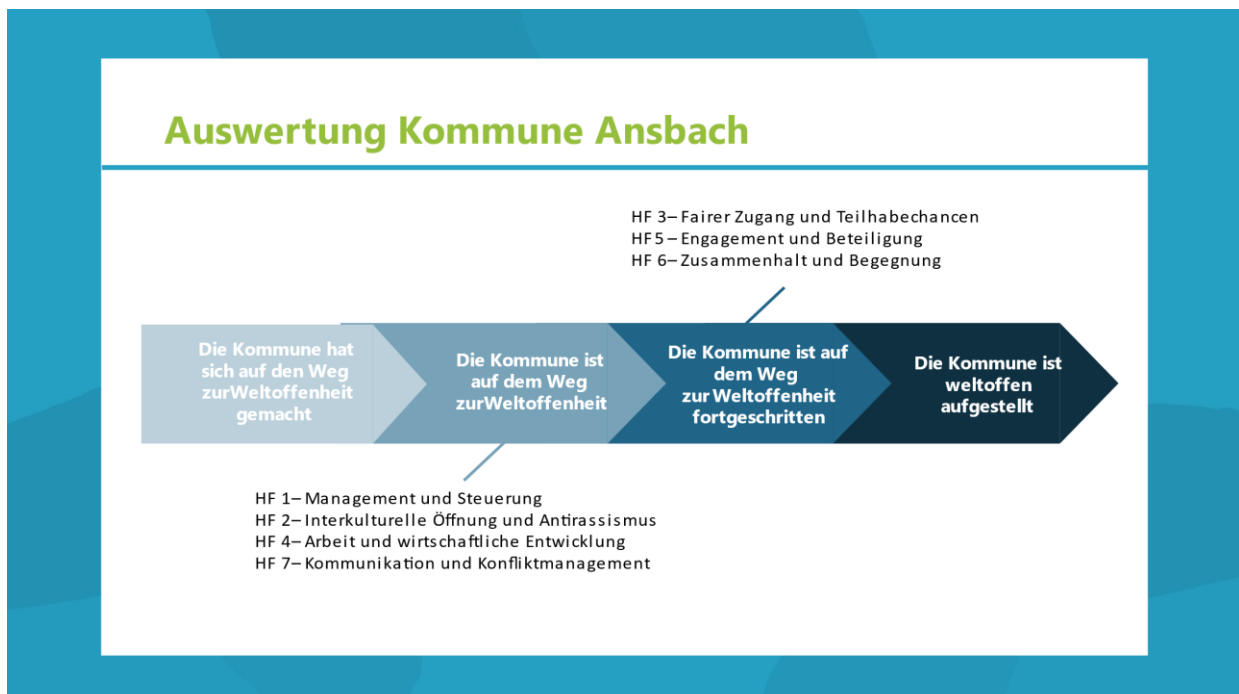 Auswertung Kommune Ansbach
HF 3– Fairer Zugang und Teilhabechancen
HF5 – Engagement und Beteiligung
HF 6– Zusammenhalt und Begegnung
Die Kommune hat
sich auf den Weg
zurWeltoffenheit
gemacht
Die Kommune ist
auf dem Weg
zurWeltoffenheit
Die Kommune ist auf
dem Weg
zur Weltoffenheit
fortgeschritten
Die Kommune ist
weltoffen
aufgestellt
HF 1– Management und Steuerung
HF 2– Interkulturelle Öffnung und Antirassismus
HF 4– Arbeit und wirtschaftliche Entwicklung
HF 7– Kommunikation und Konfliktmanagement